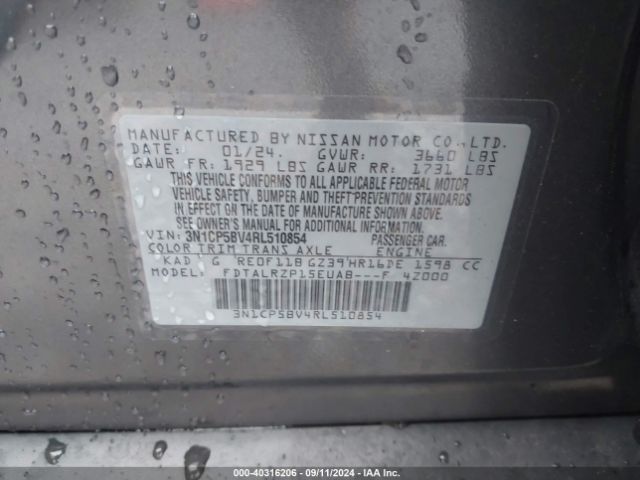 MANUFACTURED BY NISSAN MOTOR CO., LTD.
DATE: 01/24. GVWR: 3660 LBS
GAWR FR: 1929 LBS GAWR RR: 1731 LBS
THIS VEHICLE CONFORMS TO ALL APPLICABLE FEDERAL MOTOR
VEHICLE SAFETY, BUMPER, AND THEFT PREVENTION STANDARDS
IN EFFECT ON THE DATE OF MANUFACTURE SHOWN ABOVE.
SEE OWNER'S MANUAL FOR ADDITIONAL INFORMATION.
VIN: 3N1CP5BV4RL510854 PASSENGER CAR.
COLOR TRIM TRANS AXLE ENGINE
KAD G RE0F11B GZ39 HR16DE 1598 CC
MODEL: FDTALRZP15EUAB---F 4Z000
3N1CP5BV4RL510854
000-40316206 - 09/11/2024 - IAA Inc.